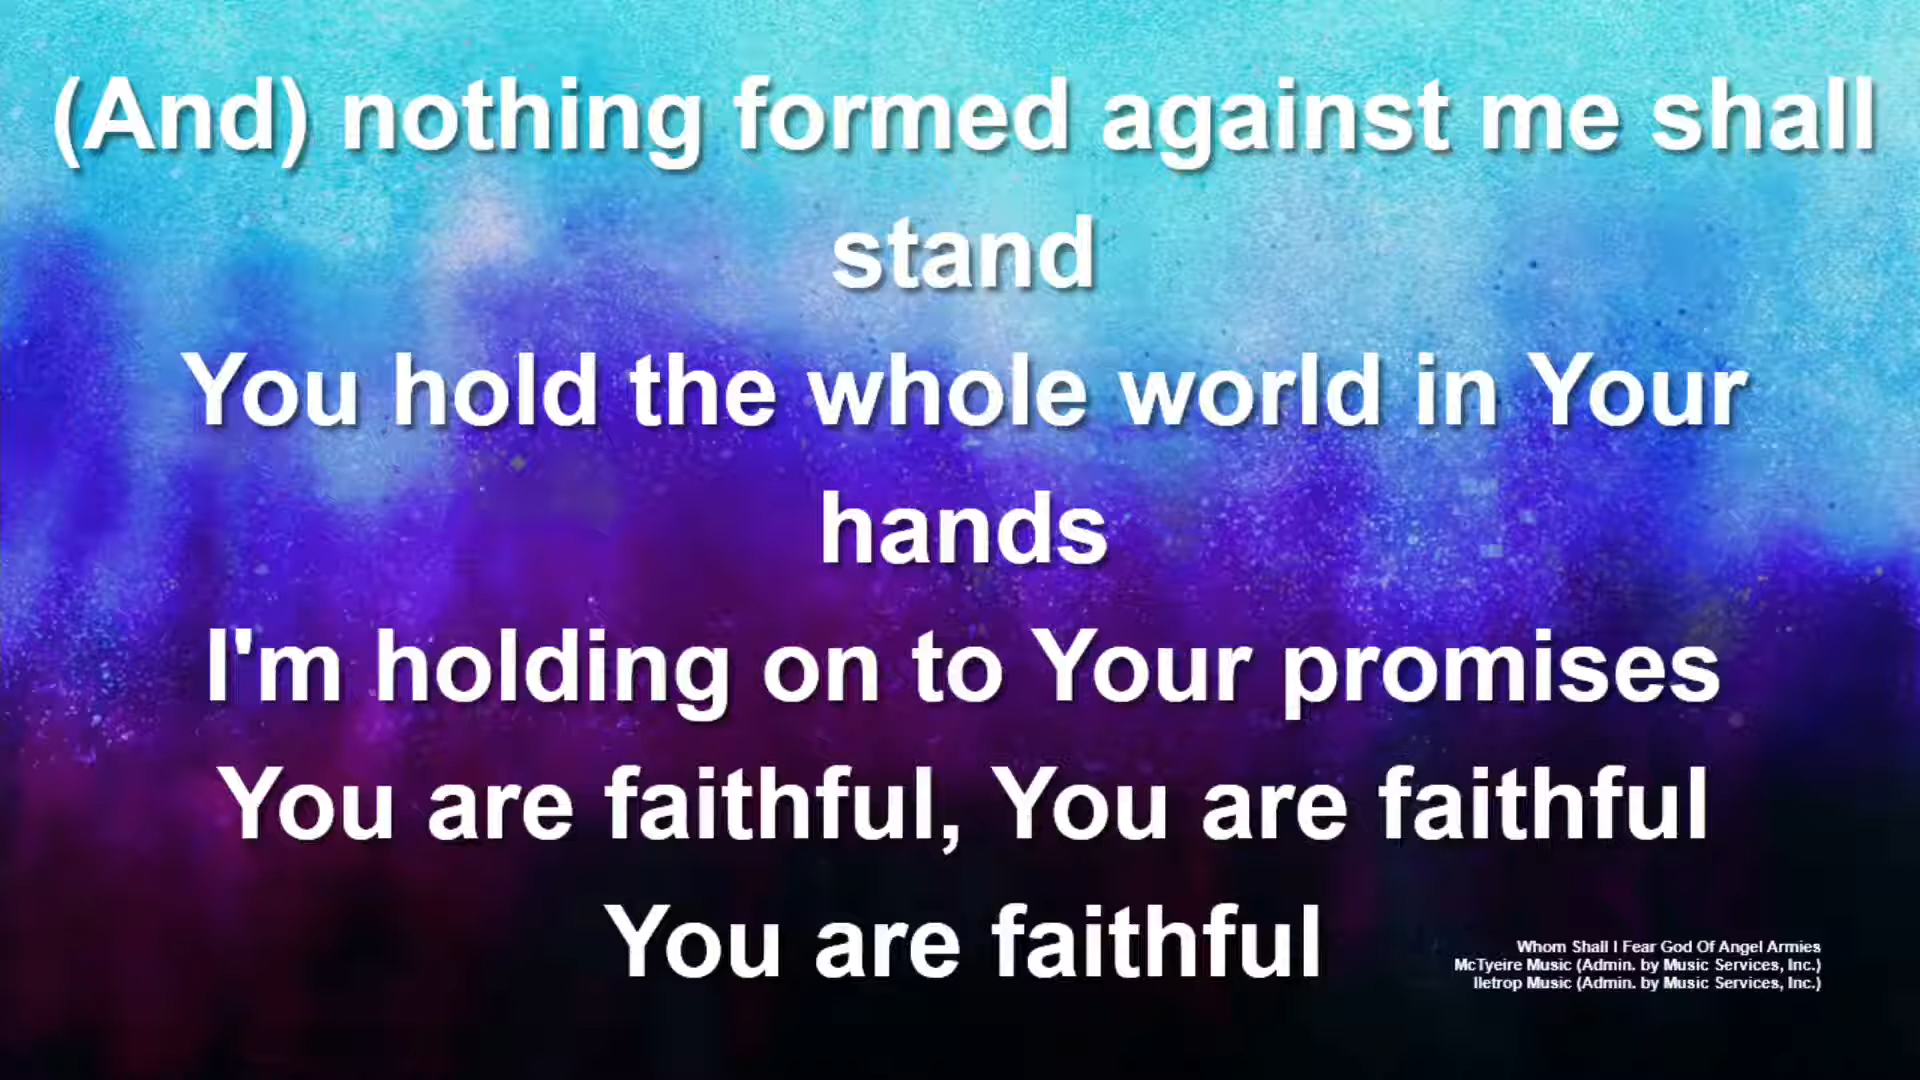 (And) nothing formed against me shall
stand
You hold the whole world in Your
hands
I'm holding on to Your promises
You are faithful, You are faithful
You are faithful
Whom Shall I Fear God Of Angel Armies
McTyeire Music (Admin. by Music Services, Inc.)
lletrop Music (Admin. by Music Services, Inc.)